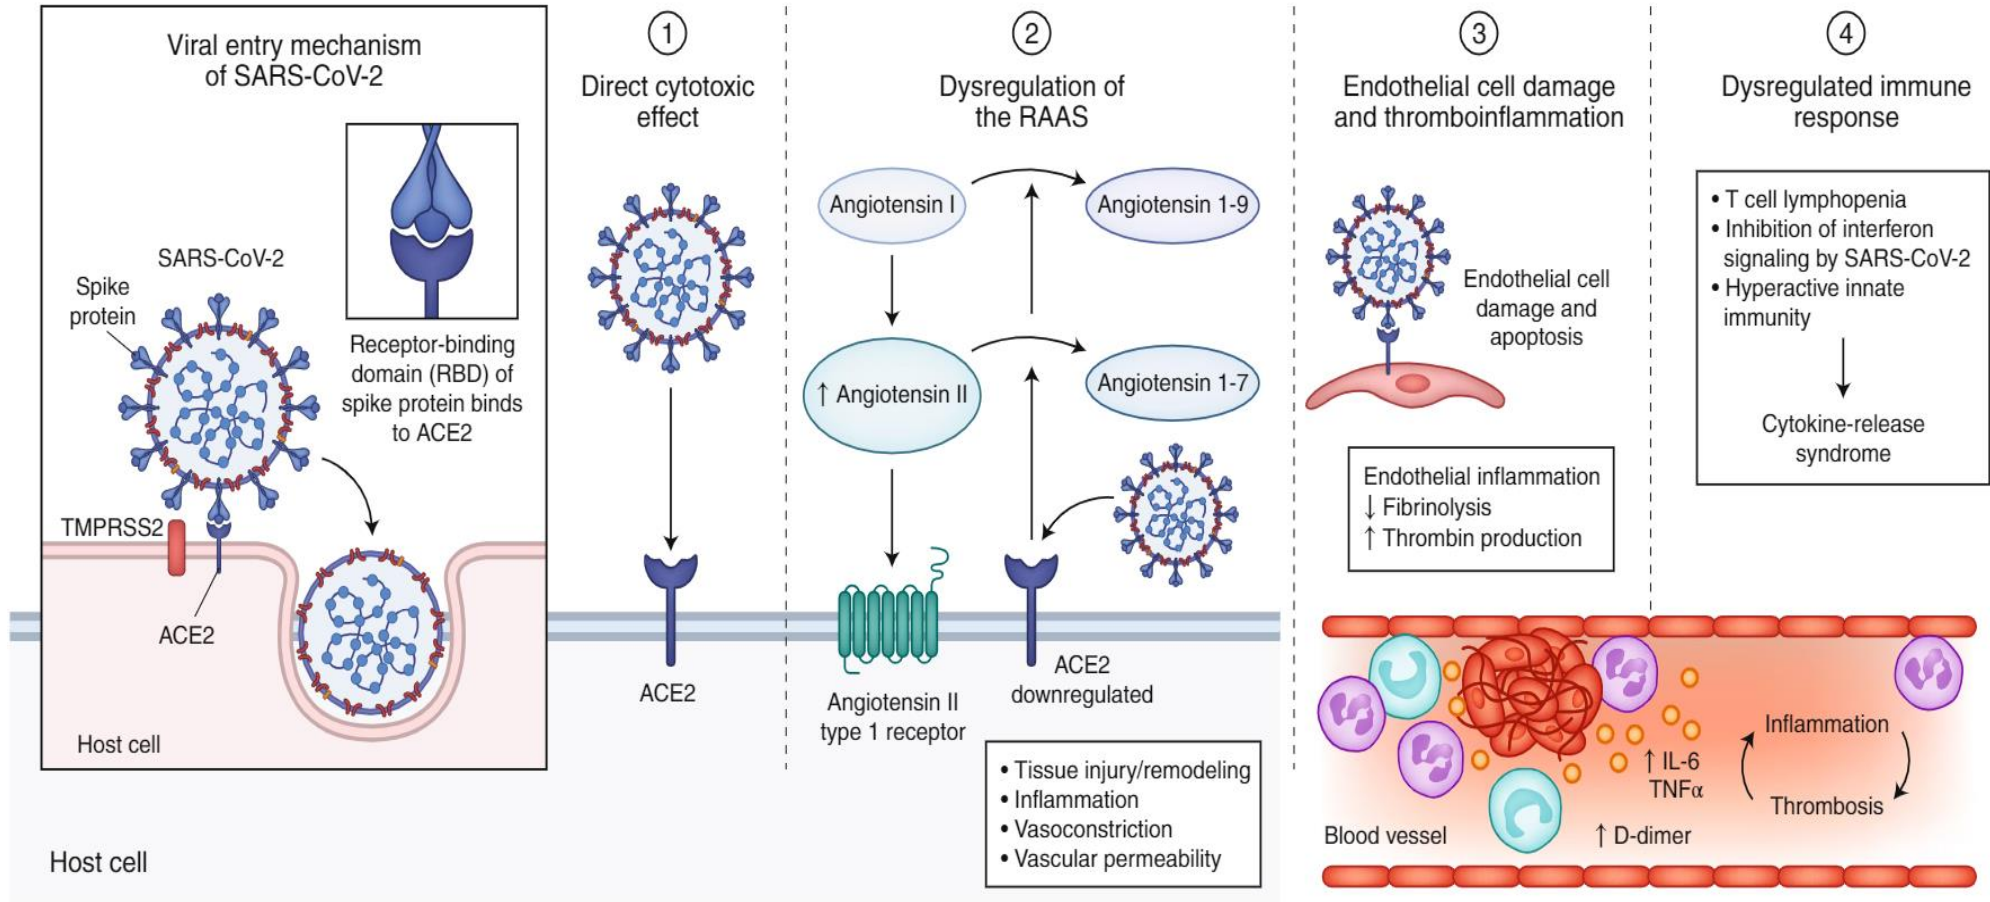 Viral entry mechanism
of SARS-CoV-2
SARS-CoV-2
Spike
protein
Receptor-binding
domain (RBD) of
spike protein binds
to ACE2
TMPRSS2
ACE2
Host cell
Host cell
1
Direct cytotoxic
effect
ACE2
2
Dysregulation of
the RAAS
Angiotensin I
Angiotensin 1-9
↑ Angiotensin II
Angiotensin 1-7
Angiotensin II
type 1 receptor
ACE2
downregulated
• Tissue injury/remodeling
• Inflammation
• Vasoconstriction
• Vascular permeability
3
Endothelial cell damage
and thromboinflammation
Endothelial cell
damage and
apoptosis
Endothelial inflammation
↓ Fibrinolysis
↑ Thrombin production
4
Dysregulated immune
response
• T cell lymphopenia
• Inhibition of interferon
signaling by SARS-CoV-2
• Hyperactive innate
immunity
Cytokine-release
syndrome
↑ IL-6
TNFα
Inflammation
Thrombosis
Blood vessel
↑ D-dimer